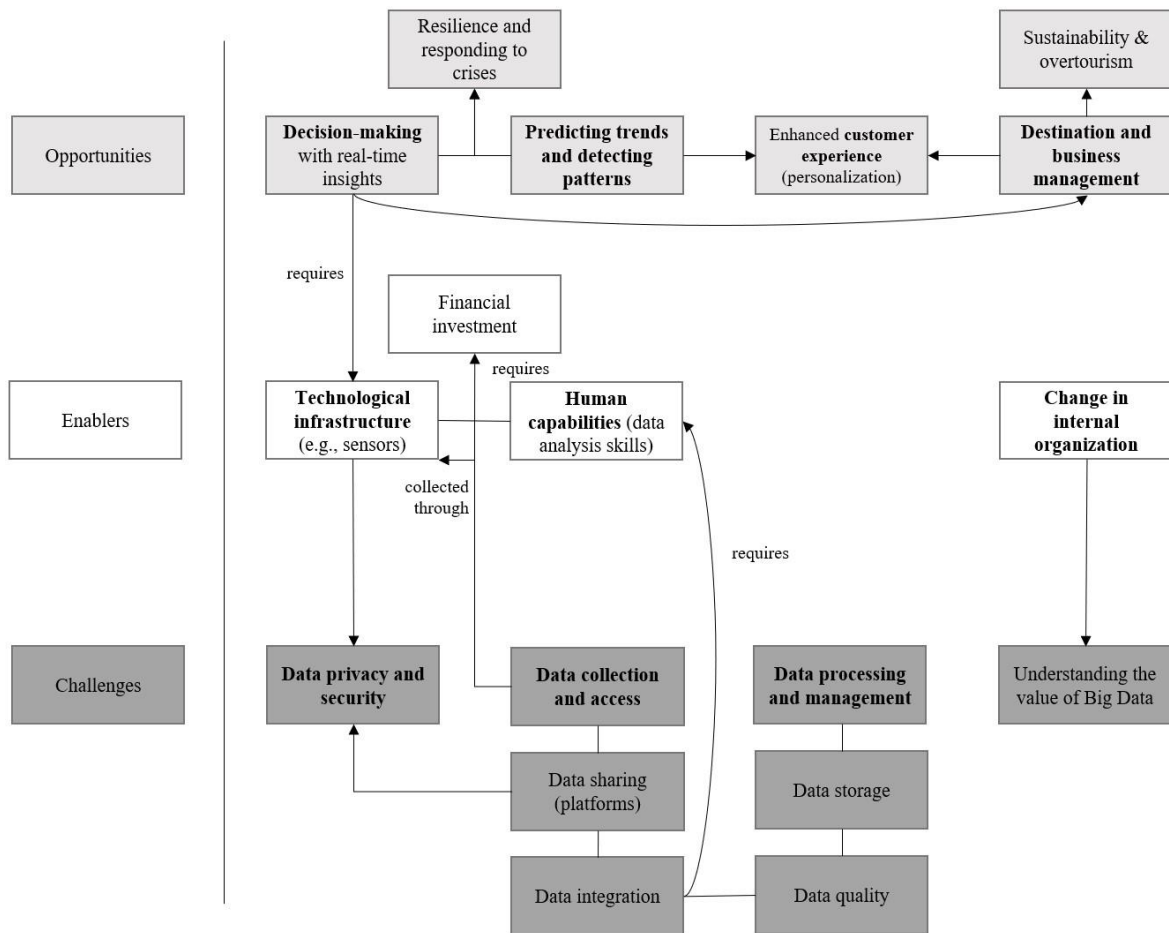 Resilience and
responding to
crises
Sustainability &
overtourism
Opportunities
Decision-making
with real-time
insights
Predicting trends
and detecting
patterns
Enhanced customer
experience
(personalization)
Destination and
business
management
requires
Financial
investment
requires
Enablers
Technological
infrastructure
(e.g., sensors)
Human
capabilities (data
analysis skills)
Change in
internal
organization
collected
through
requires
Challenges
Data privacy and
security
Data collection
and access
Data processing
and management
Understanding the
value of Big Data
Data sharing
(platforms)
Data storage
Data integration
Data quality